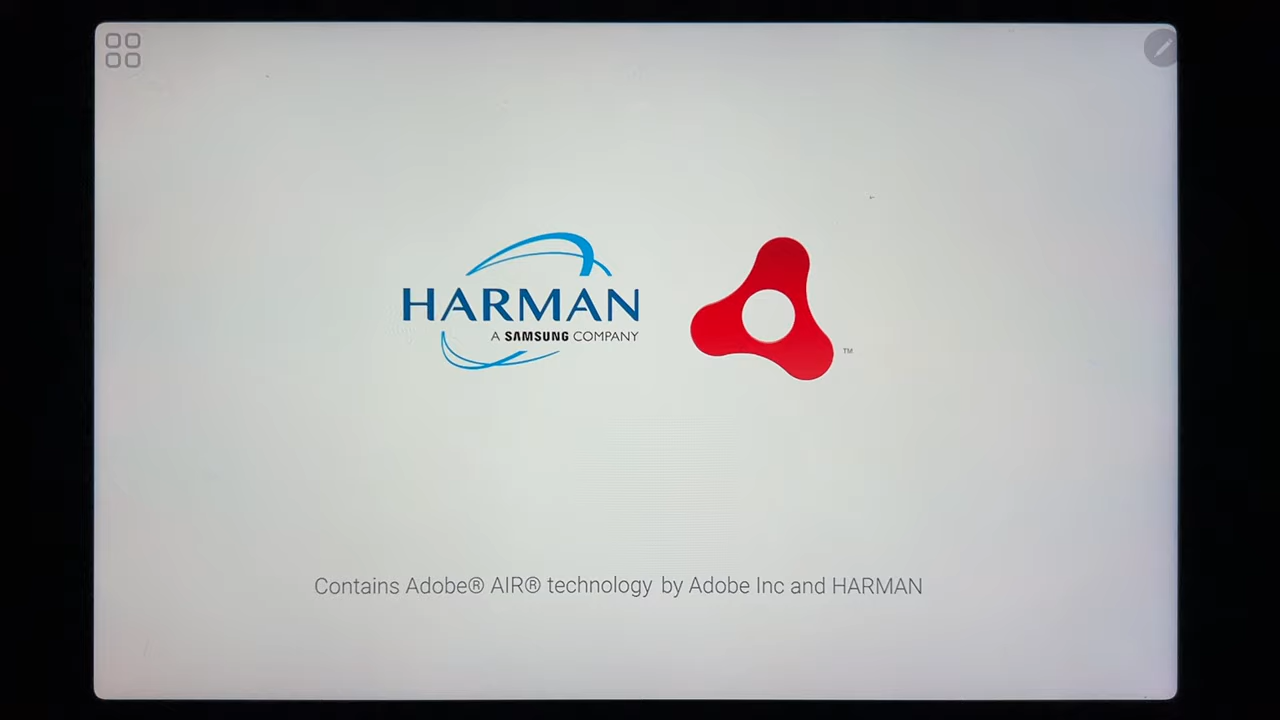 HARMAN
A SAMSUNG COMPANY
TM
Contains Adobe® AIR® technology by Adobe Inc and HARMAN